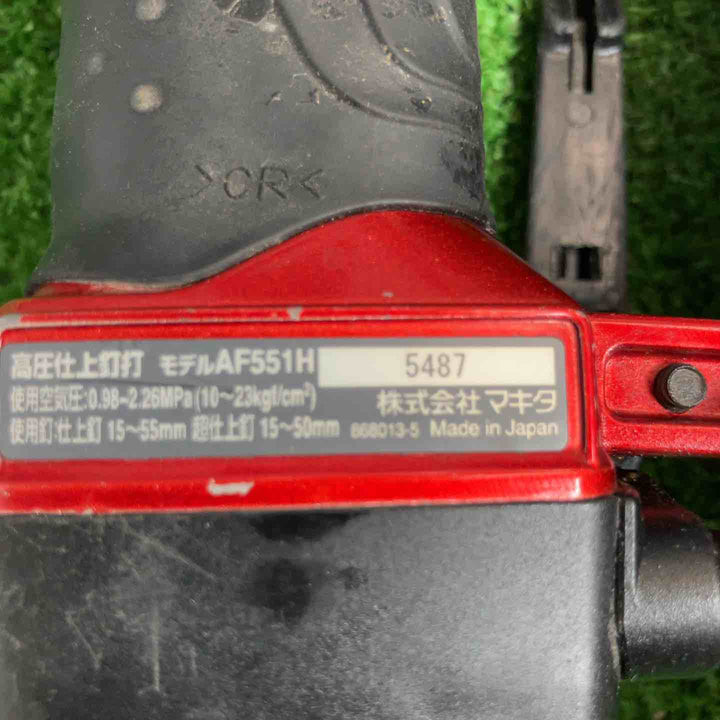 >CR<
高圧仕上釘打 モデルAF551H 5487
使用空気圧:0.98~2.26MPa(10~23kgf/cm²) 株式会社マキタ
使用釘:仕上釘 15~55mm 超仕上釘 15~50mm 868013-5 Made in Japan